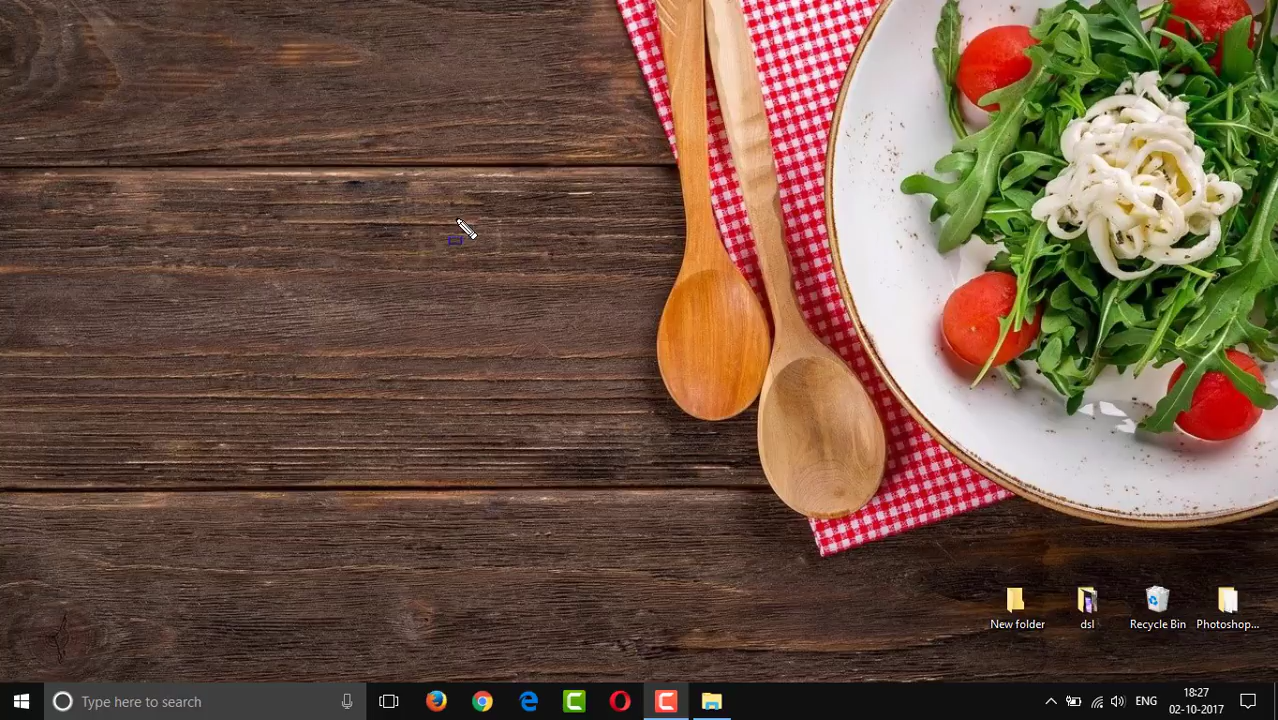 New folder
dsl
Recycle Bin
Photoshop...
Type here to search
ENG
18:27
02-10-2017